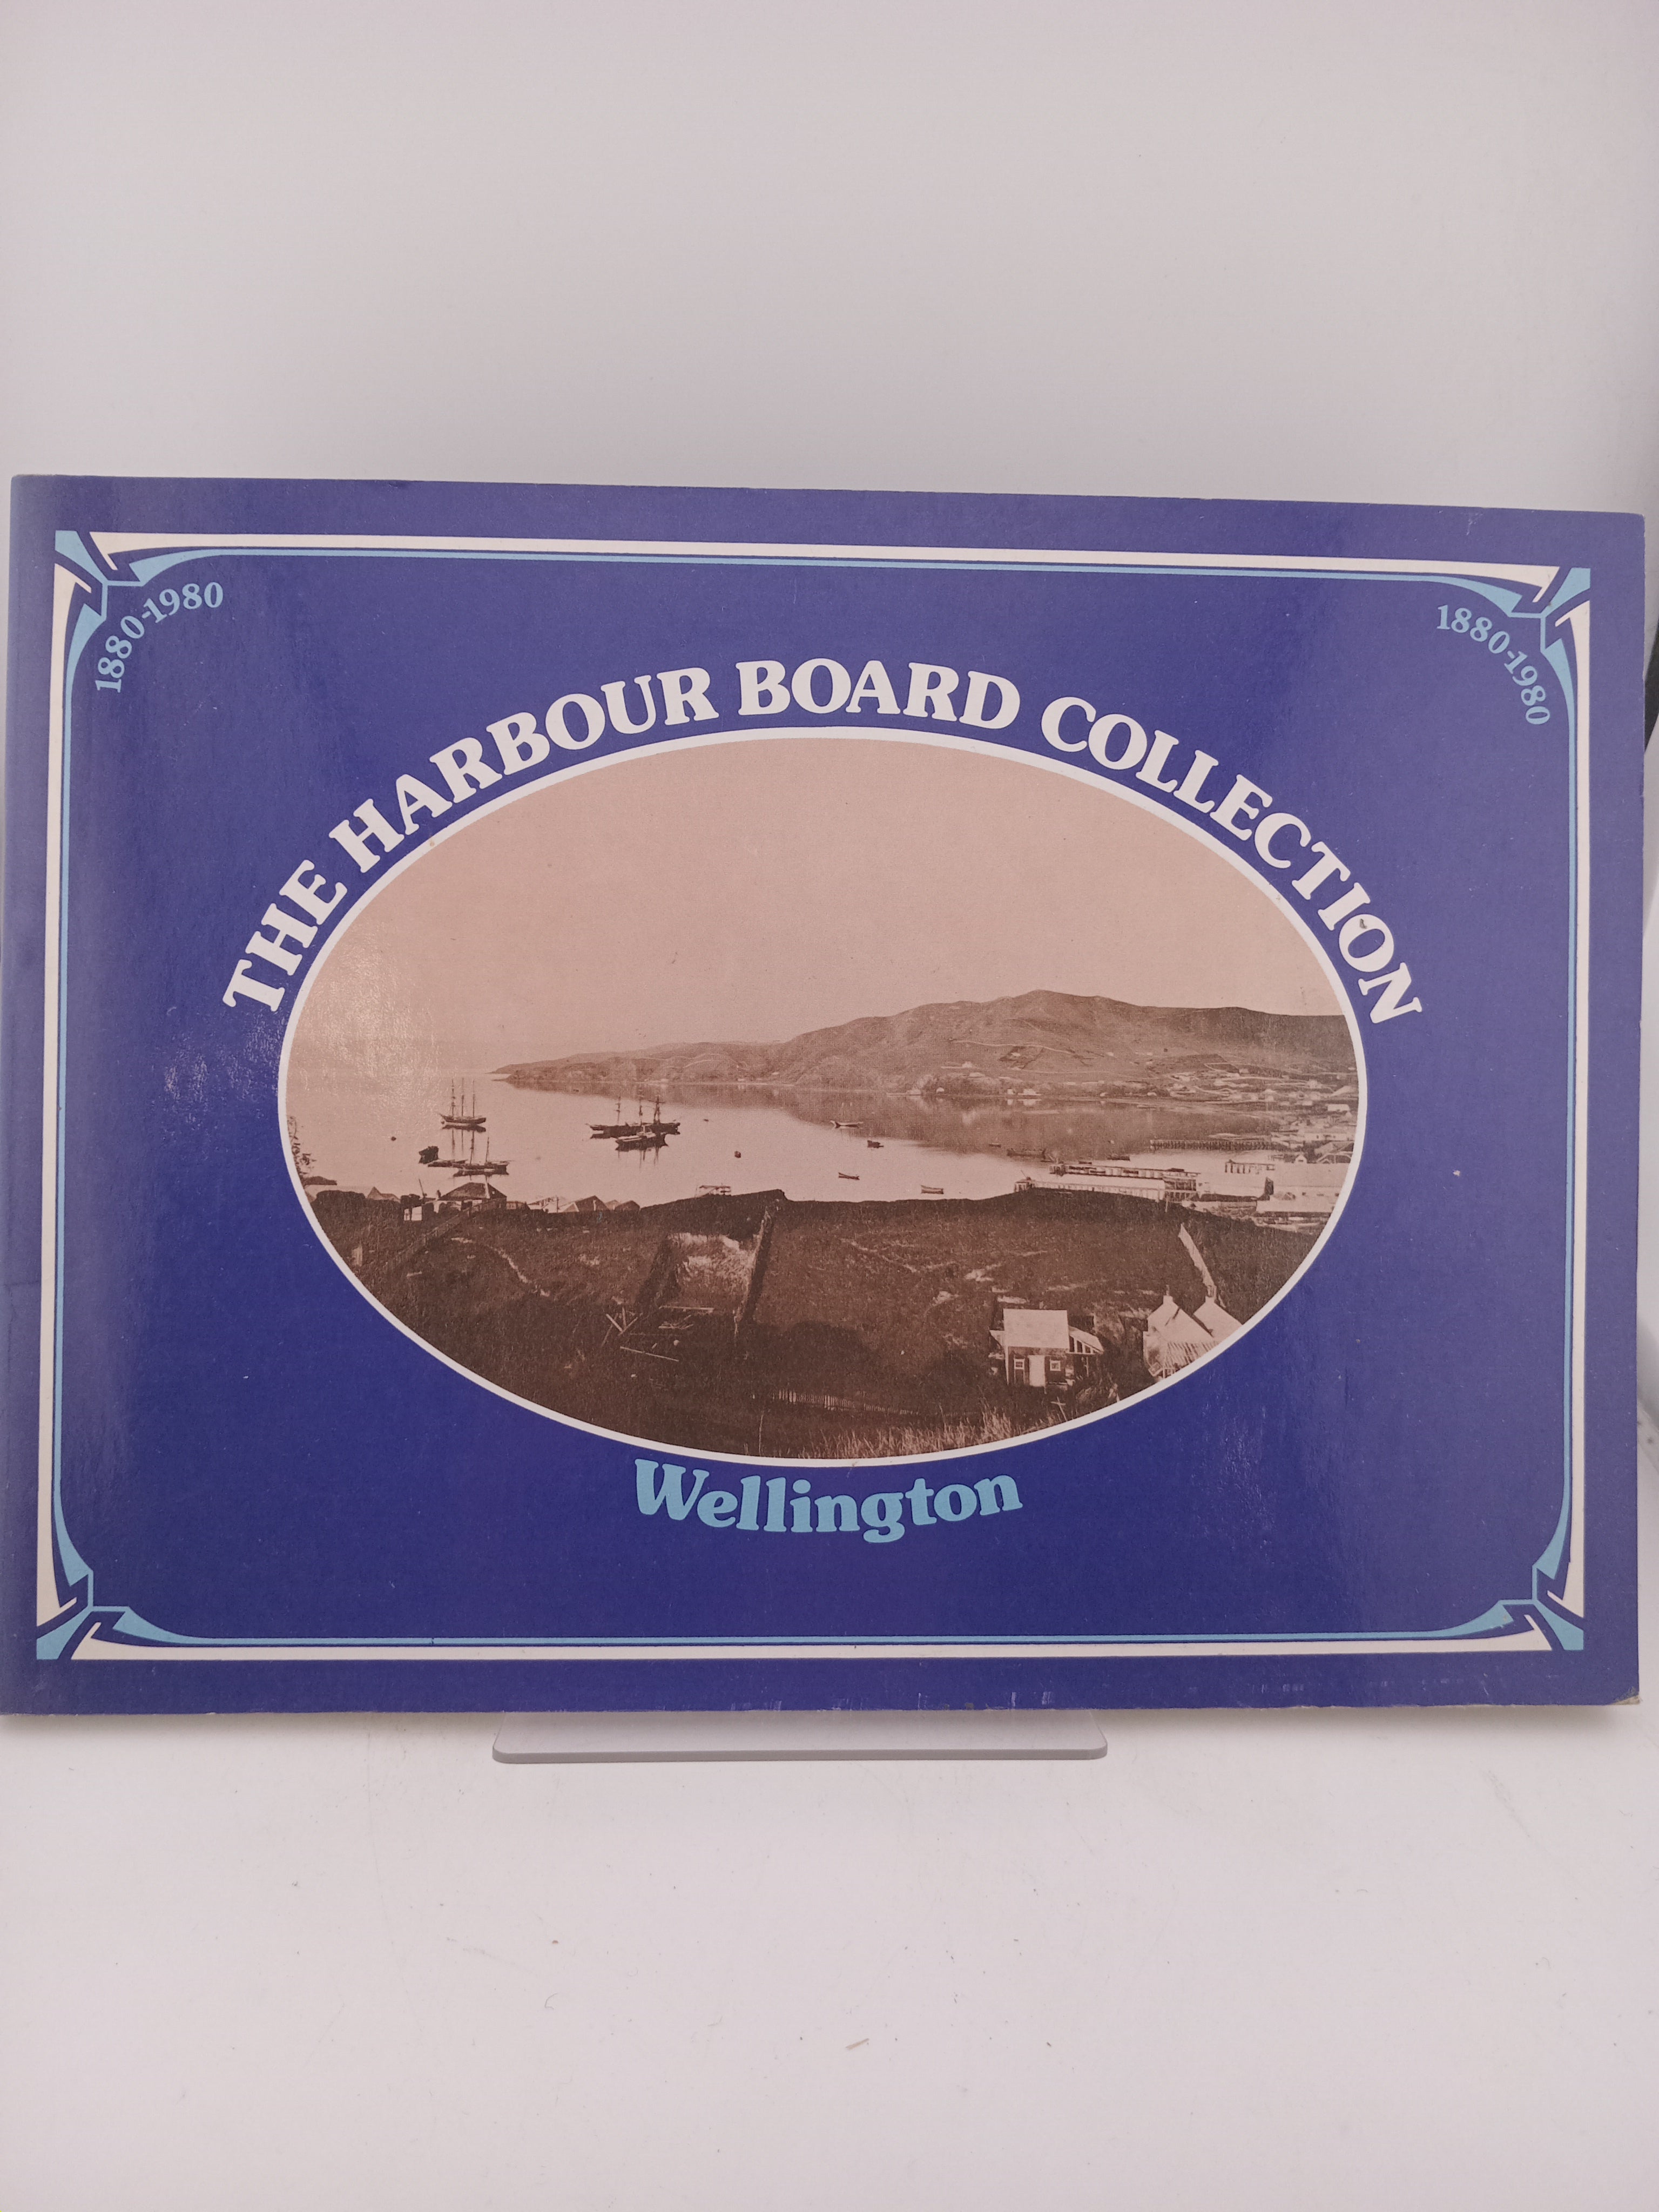 1880-1980
1880-1980
THE HARBOUR BOARD COLLECTION
Wellington